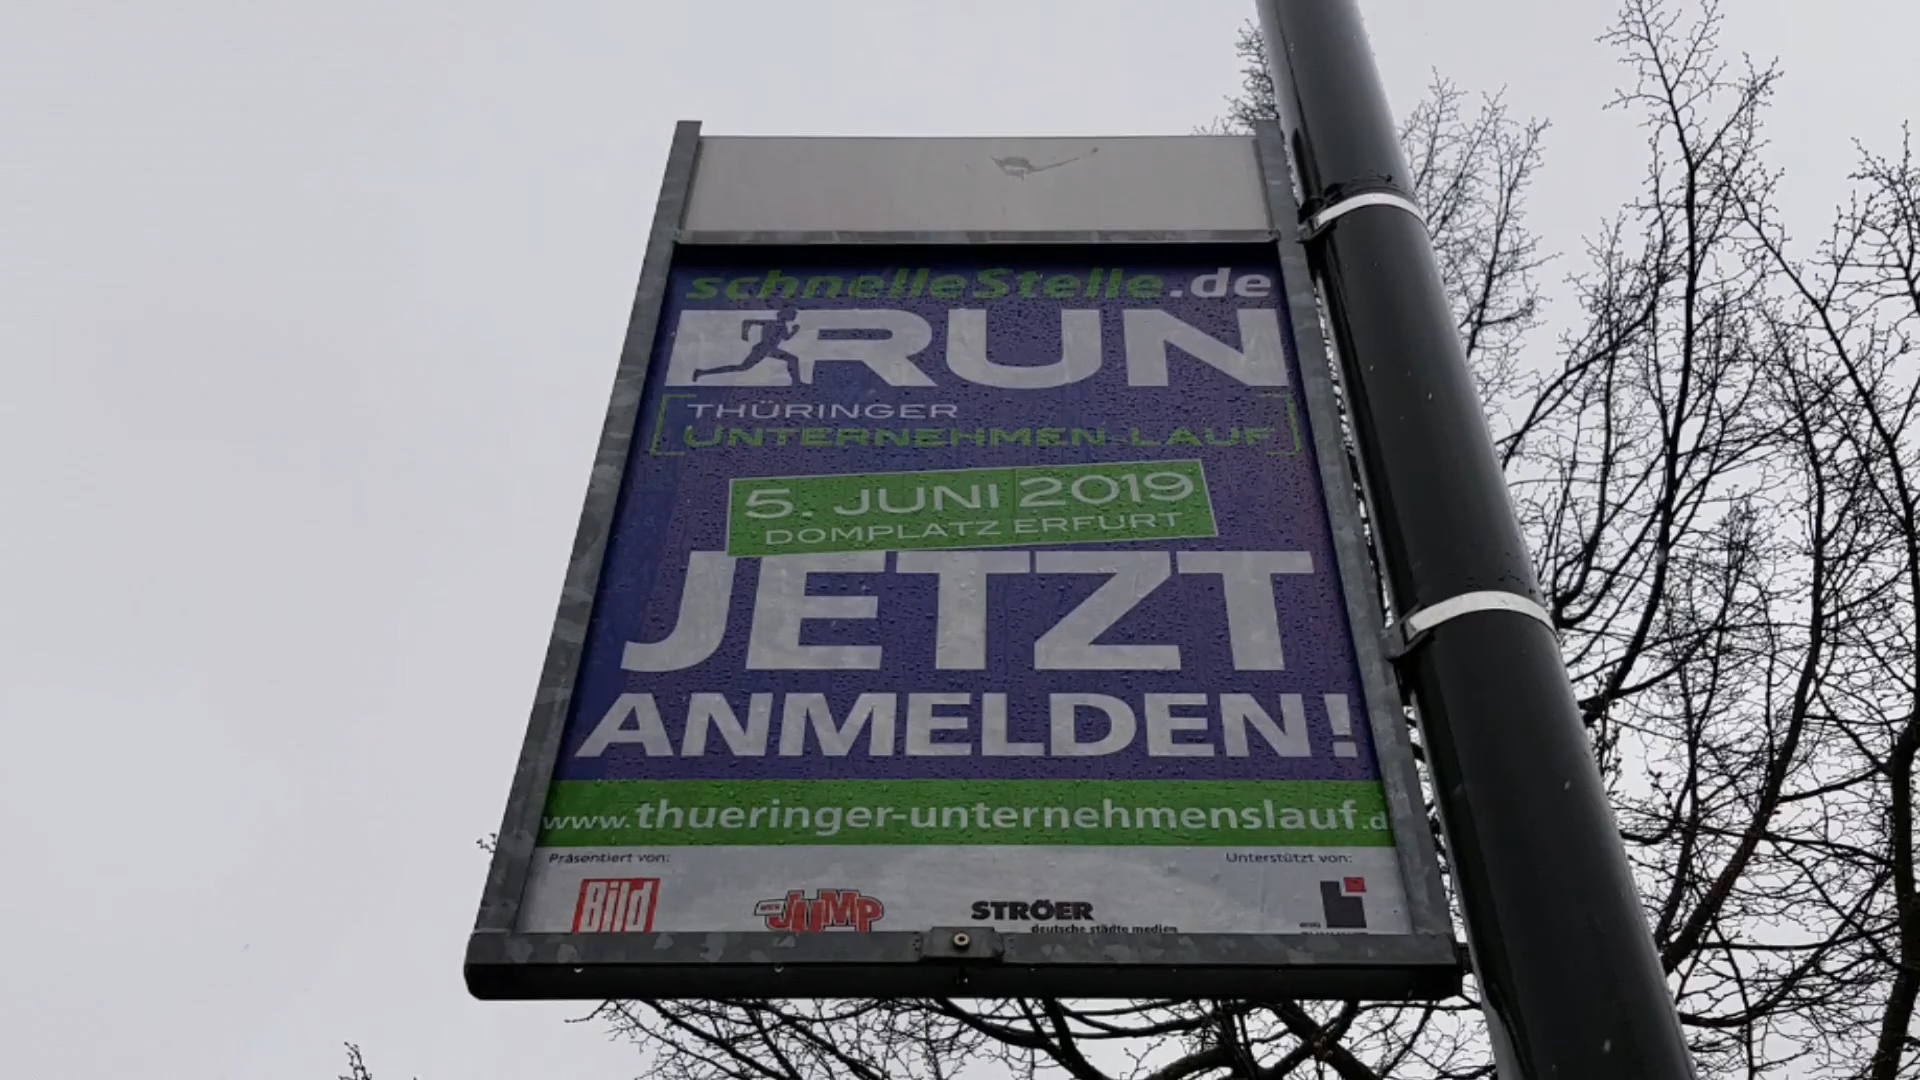 schnelleStelle.de
RUN
THÜRINGER
UNTERNEHMEN-LAUF
5. JUNI 2019
DOMPLATZ ERFURT
JETZT
ANMELDEN!
www.thueringer-unternehmenslauf.d
Präsentiert von: Unterstützt von:
Bild JUMP STRÖER
deutsche städte medien